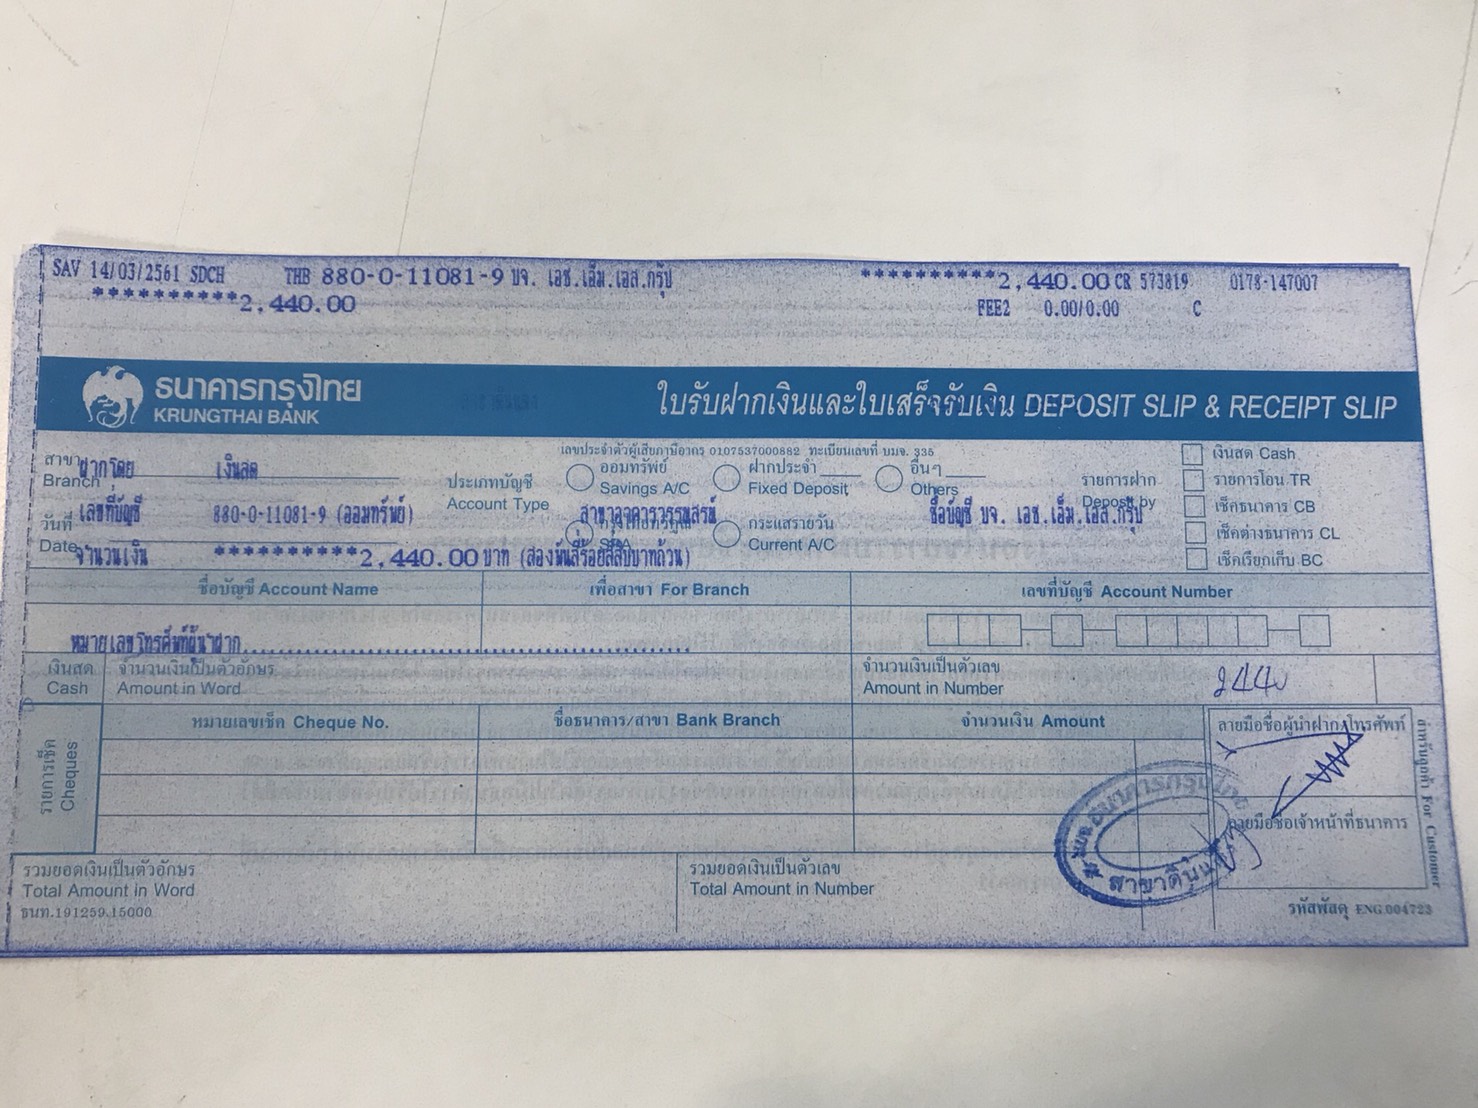 SAV 14/03/2561 SDCH THB 880-0-11081-9 บจ. เอช.เอ็ม.เอส.กรุ๊ป **********2,440.00 CR 573819 0178-147007
**********2,440.00 FEE2 0.00/0.00 C
ธนาคารกรุงไทย
KRUNGTHAI BANK
ใบรับฝากเงินและใบเสร็จรับเงิน DEPOSIT SLIP & RECEIPT SLIP
เลขประจำตัวผู้เสียภาษีอากร 0107537000882 ทะเบียนเลขที่ บมจ. 335
สาขา
Branch
ฝากโดย เงินสด
ประเภทบัญชี
Account Type
ออมทรัพย์
Savings A/C
ฝากประจำ
Fixed Deposit
อื่นๆ
Others
รายการฝาก
Deposit by
เงินสด Cash
รายการโอน TR
เช็คธนาคาร CB
เช็คต่างธนาคาร CL
เช็คเรียกเก็บ BC
วันที่
Date
เลขที่บัญชี 880-0-11081-9 (ออมทรัพย์) สาขาอาคารวรรณสรณ์ ชื่อบัญชี บจ. เอช.เอ็ม.เอส.กรุ๊ป
กระแสรายวัน
Current A/C
จำนวนเงิน **********2,440.00 บาท (สองพันสี่ร้อยสี่สิบบาทถ้วน)
ชื่อบัญชี Account Name เพื่อสาขา For Branch เลขที่บัญชี Account Number
หมายเลขโทรศัพท์ผู้นำฝาก
เงินสด
Cash
จำนวนเงินเป็นตัวอักษร
Amount in Word
จำนวนเงินเป็นตัวเลข
Amount in Number
2440
รายการเช็ค
Cheques
หมายเลขเช็ค Cheque No. ชื่อธนาคาร/สาขา Bank Branch จำนวนเงิน Amount
ลายมือชื่อผู้นำฝาก/โทรศัพท์
ลายมือชื่อเจ้าหน้าที่ธนาคาร
สำหรับลูกค้า For Customer
บมจ.ธนาคารกรุงไทย
รวมยอดเงินเป็นตัวอักษร
Total Amount in Word
รวมยอดเงินเป็นตัวเลข
Total Amount in Number
ธนท.191259.15000
รหัสพัสดุ ENG.004723